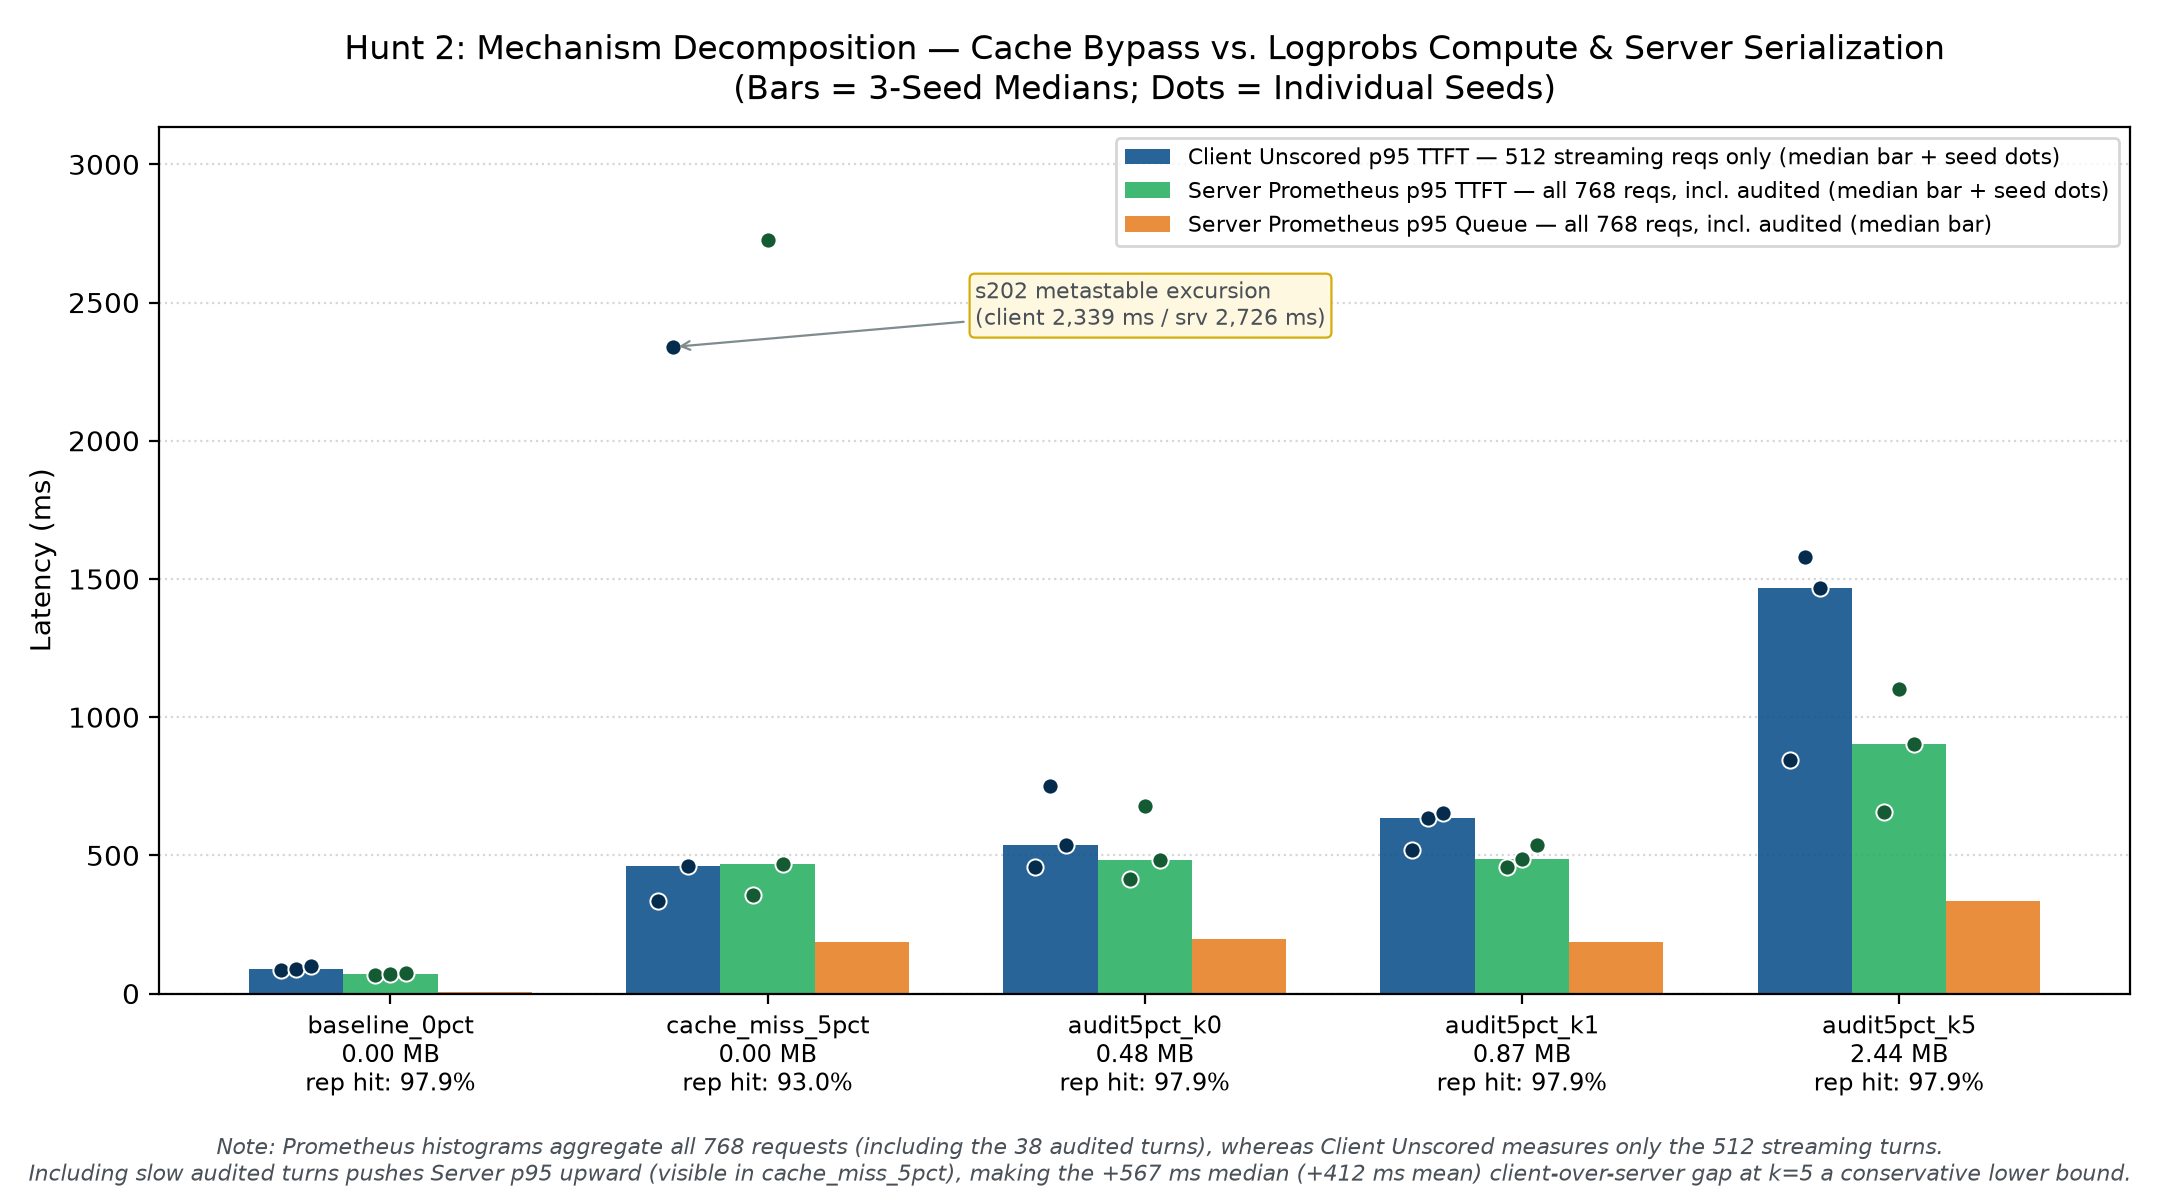 Hunt 2: Mechanism Decomposition — Cache Bypass vs. Logprobs Compute & Server Serialization
(Bars = 3-Seed Medians; Dots = Individual Seeds)
Client Unscored p95 TTFT — 512 streaming reqs only (median bar + seed dots)
Server Prometheus p95 TTFT — all 768 reqs, incl. audited (median bar + seed dots)
Server Prometheus p95 Queue — all 768 reqs, incl. audited (median bar)
s202 metastable excursion
(client 2,339 ms / srv 2,726 ms)
Latency (ms)
3000
2500
2000
1500
1000
500
0
baseline_0pct
0.00 MB
rep hit: 97.9%
cache_miss_5pct
0.00 MB
rep hit: 93.0%
audit5pct_k0
0.48 MB
rep hit: 97.9%
audit5pct_k1
0.87 MB
rep hit: 97.9%
audit5pct_k5
2.44 MB
rep hit: 97.9%
Note: Prometheus histograms aggregate all 768 requests (including the 38 audited turns), whereas Client Unscored measures only the 512 streaming turns.
Including slow audited turns pushes Server p95 upward (visible in cache_miss_5pct), making the +567 ms median (+412 ms mean) client-over-server gap at k=5 a conservative lower bound.